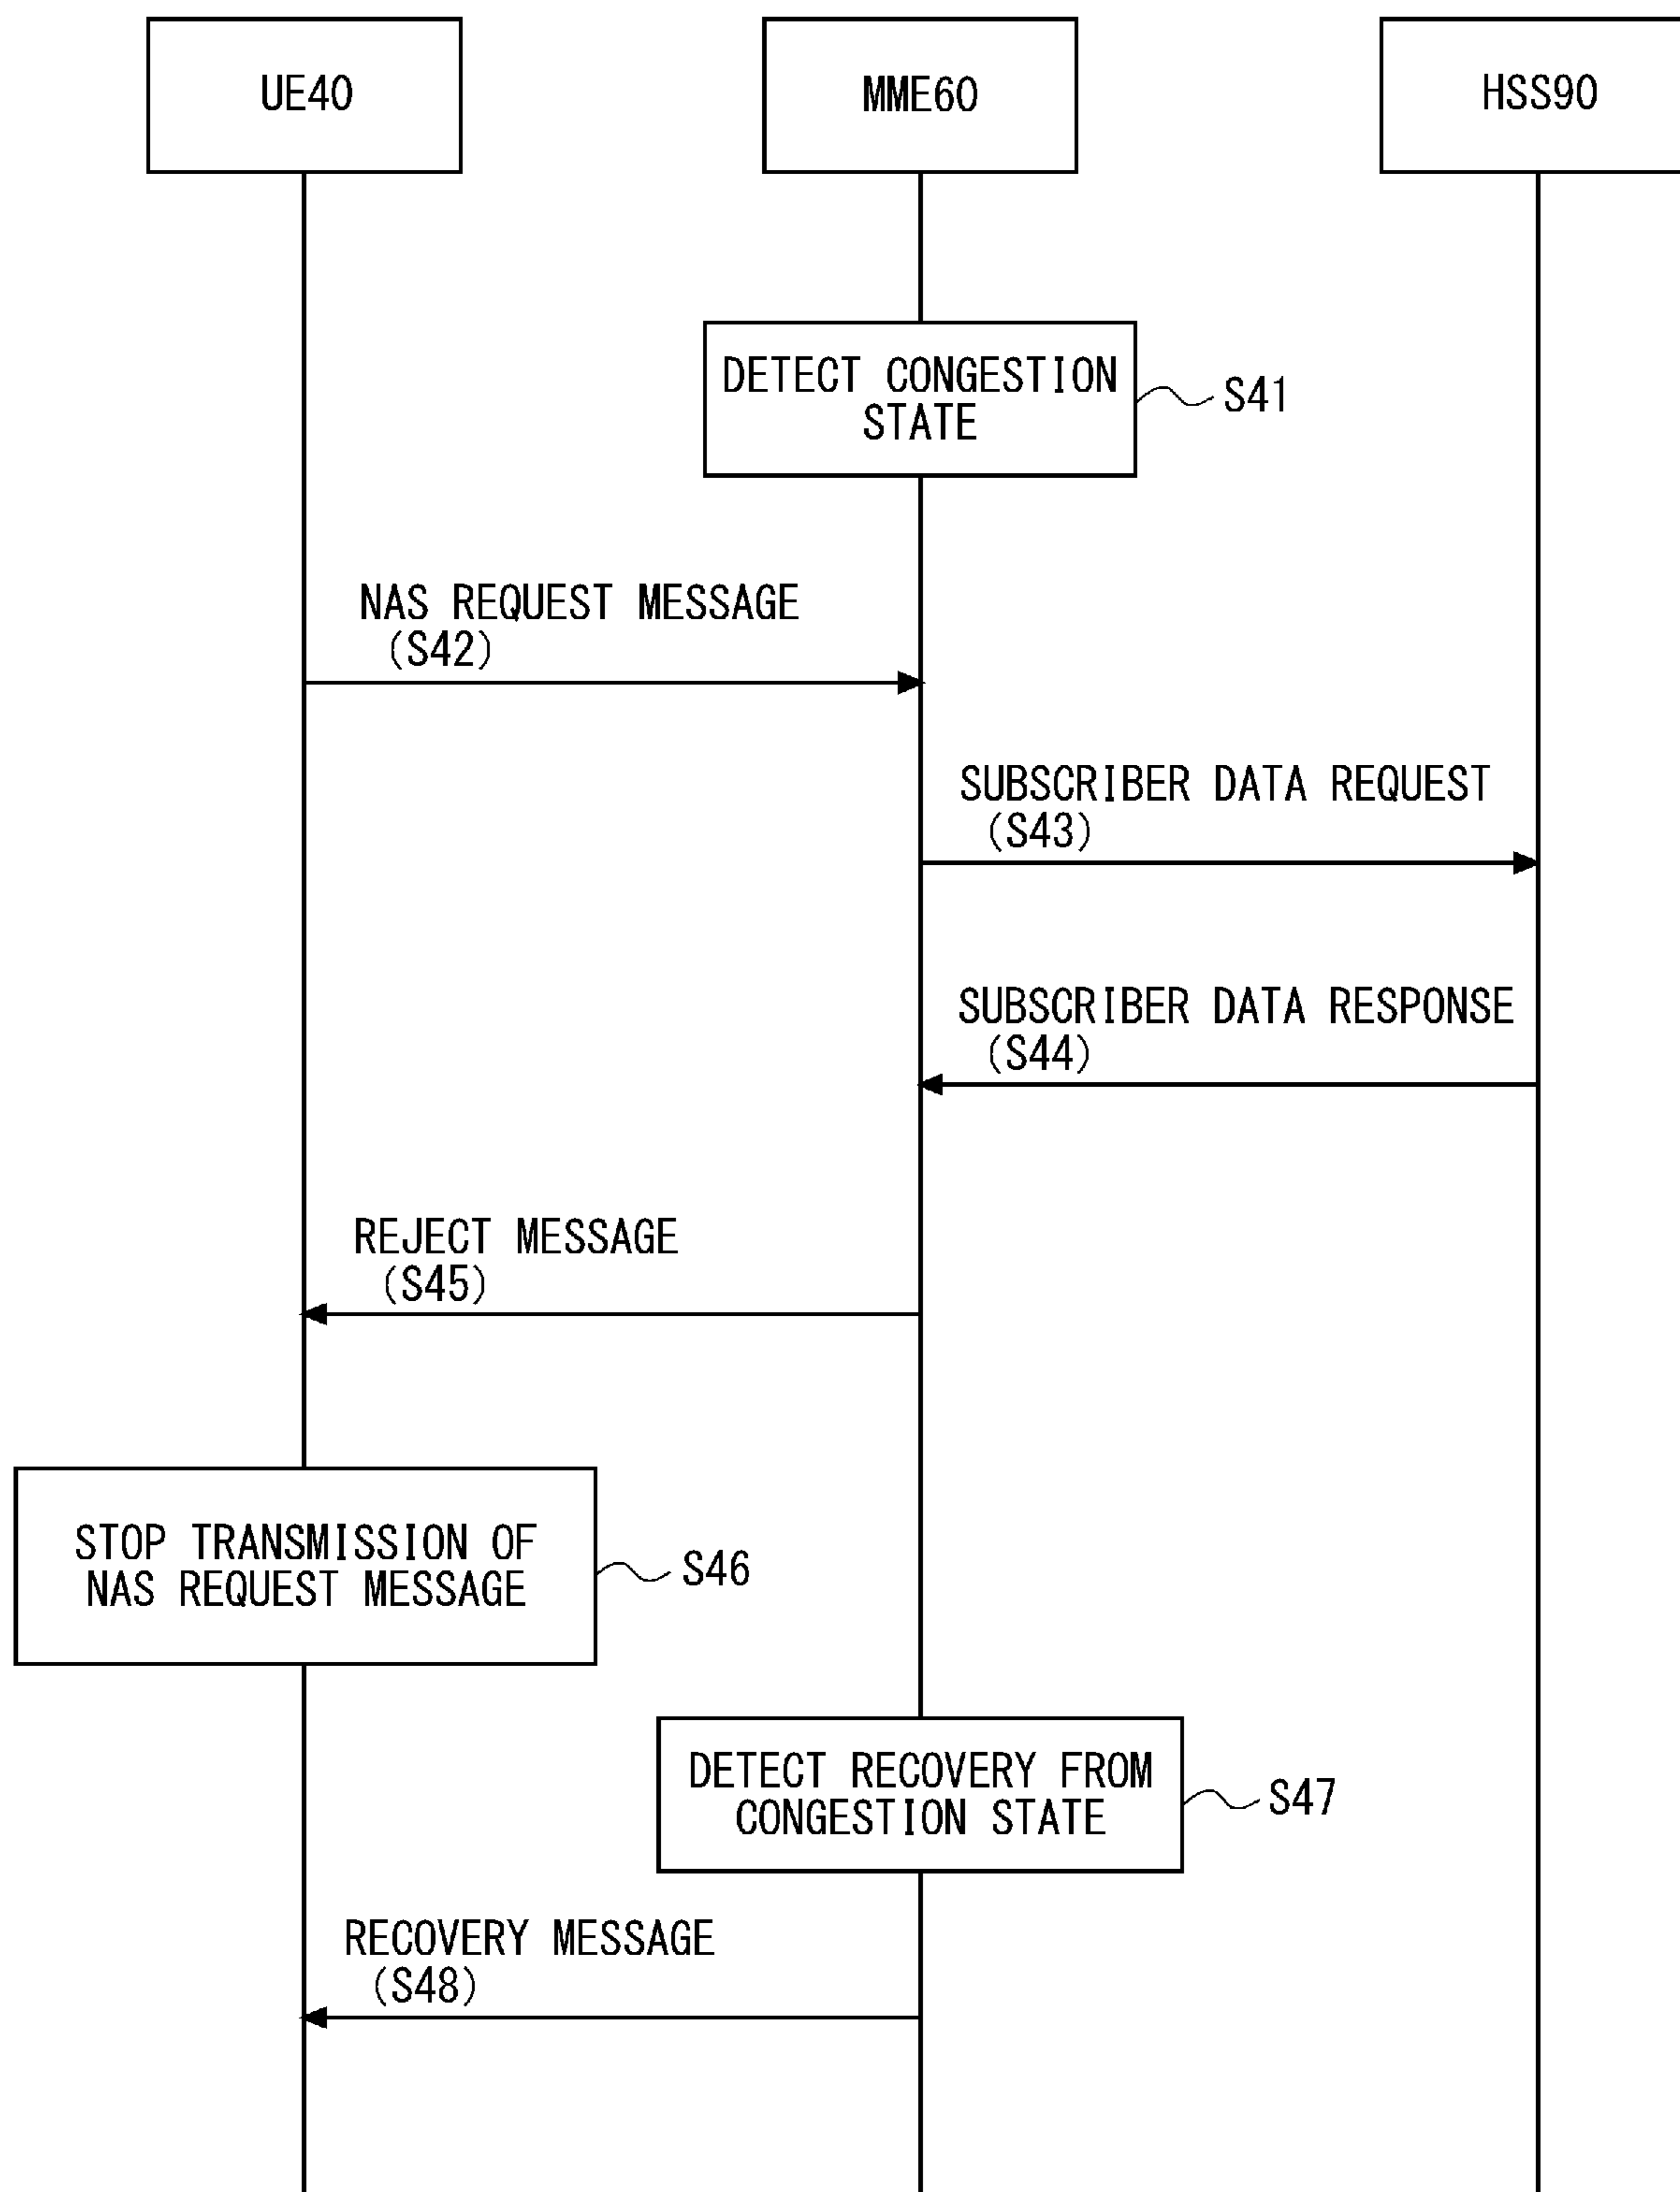 UE40
MME60
HSS90
DETECT CONGESTION
STATE
S41
NAS REQUEST MESSAGE
(S42)
SUBSCRIBER DATA REQUEST
(S43)
SUBSCRIBER DATA RESPONSE
(S44)
REJECT MESSAGE
(S45)
STOP TRANSMISSION OF
NAS REQUEST MESSAGE
S46
DETECT RECOVERY FROM
CONGESTION STATE
S47
RECOVERY MESSAGE
(S48)